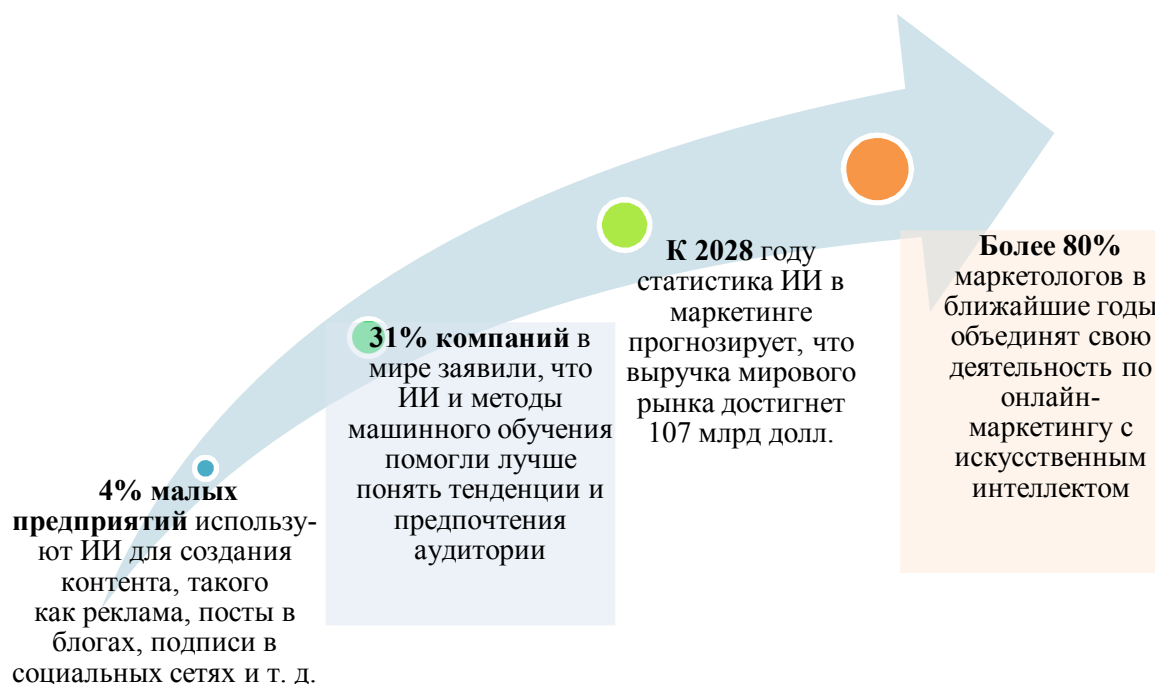 4% малых
предприятий использу-
ют ИИ для создания
контента, такого
как реклама, посты в
блогах, подписи в
социальных сетях и т. д.
31% компаний в
мире заявили, что
ИИ и методы
машинного обучения
помогли лучше
понять тенденции и
предпочтения
аудитории
К 2028 году
статистика ИИ в
маркетинге
прогнозирует, что
выручка мирового
рынка достигнет
107 млрд долл.
Более 80%
маркетологов в
ближайшие годы
объединят свою
деятельность по
онлайн-
маркетингу с
искусственным
интеллектом